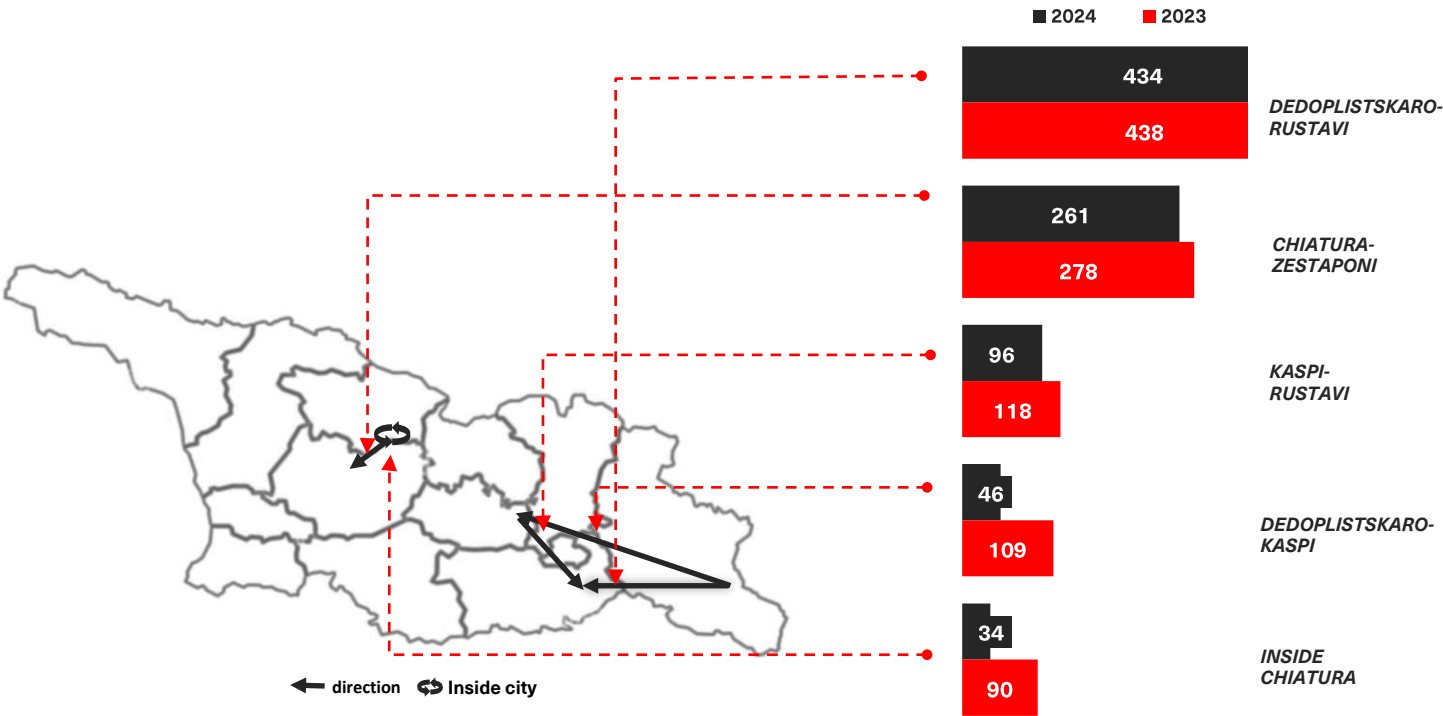 2024 2023
434
438
DEDOPLISTSKARO-
RUSTAVI
261
278
CHIATURA-
ZESTAPONI
96
118
KASPI-
RUSTAVI
46
109
DEDOPLISTSKARO-
KASPI
34
90
INSIDE
CHIATURA
direction Inside city